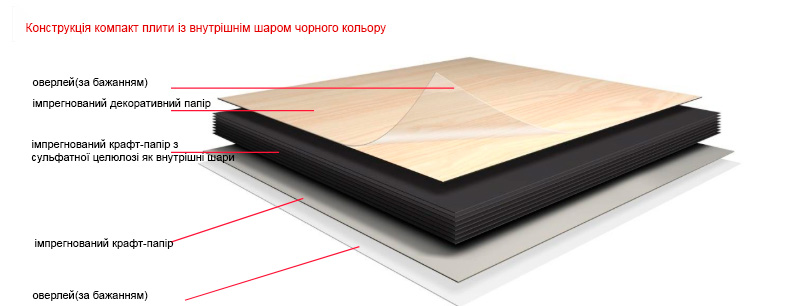 Конструкція компакт плити із внутрішнім шаром чорного кольору
оверлей(за бажанням)
імпрегнований декоративний папір
імпрегнований крафт-папір з
сульфатної целюлозі як внутрішні шари
імпрегнований крафт-папір
оверлей(за бажанням)